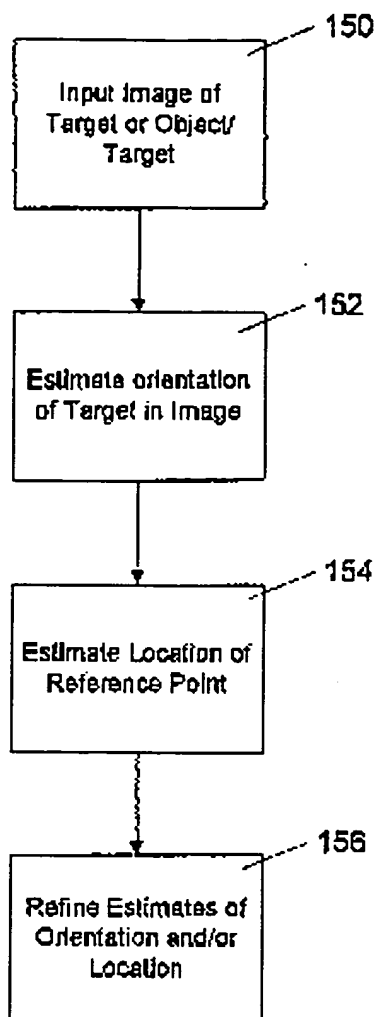 150
Input Image of
Target or Object/
Target
152
Estimate orientation
of Target in Image
154
Estimate Location of
Reference Point
156
Refine Estimates of
Orientation and/or
Location